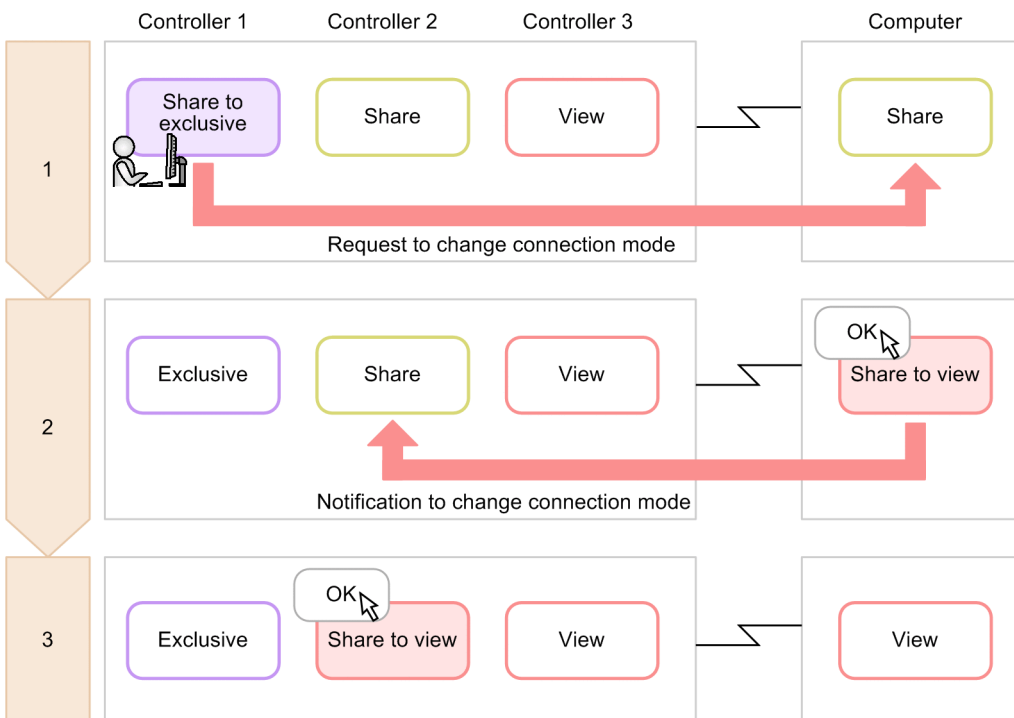 Controller 1
Controller 2
Controller 3
Computer
1
Share to
exclusive
Share
View
Share
Request to change connection mode
2
Exclusive
Share
View
OK
Share to view
Notification to change connection mode
3
Exclusive
OK
Share to view
View
View